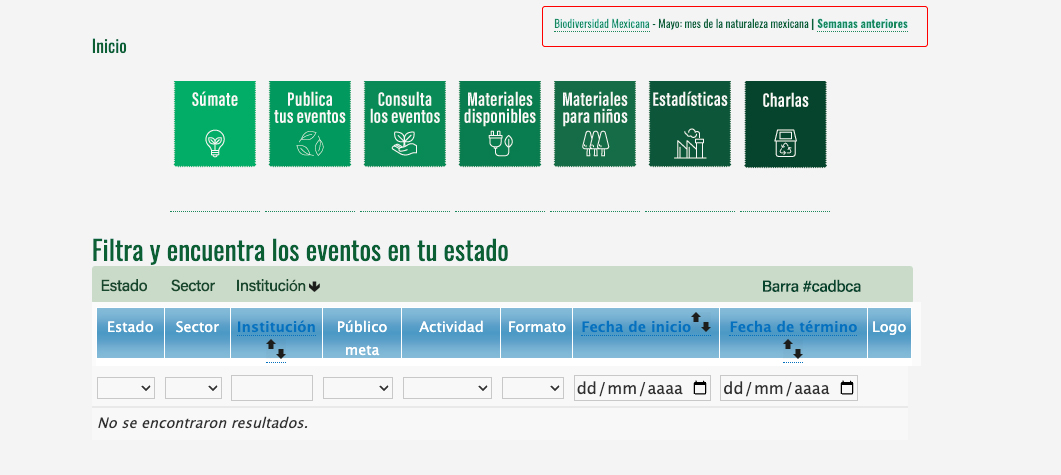 Biodiversidad Mexicana - Mayo: mes de la naturaleza mexicana | Semanas anteriores
Inicio
Súmate
Publica
tus eventos
Consulta
los eventos
Materiales
disponibles
Materiales
para niños
Estadísticas
Charlas
Filtra y encuentra los eventos en tu estado
Estado Sector Institución Barra #cadbca
Estado Sector Institución Público meta Actividad Formato Fecha de inicio Fecha de término Logo
dd/mm/aaaa dd/mm/aaaa
No se encontraron resultados.